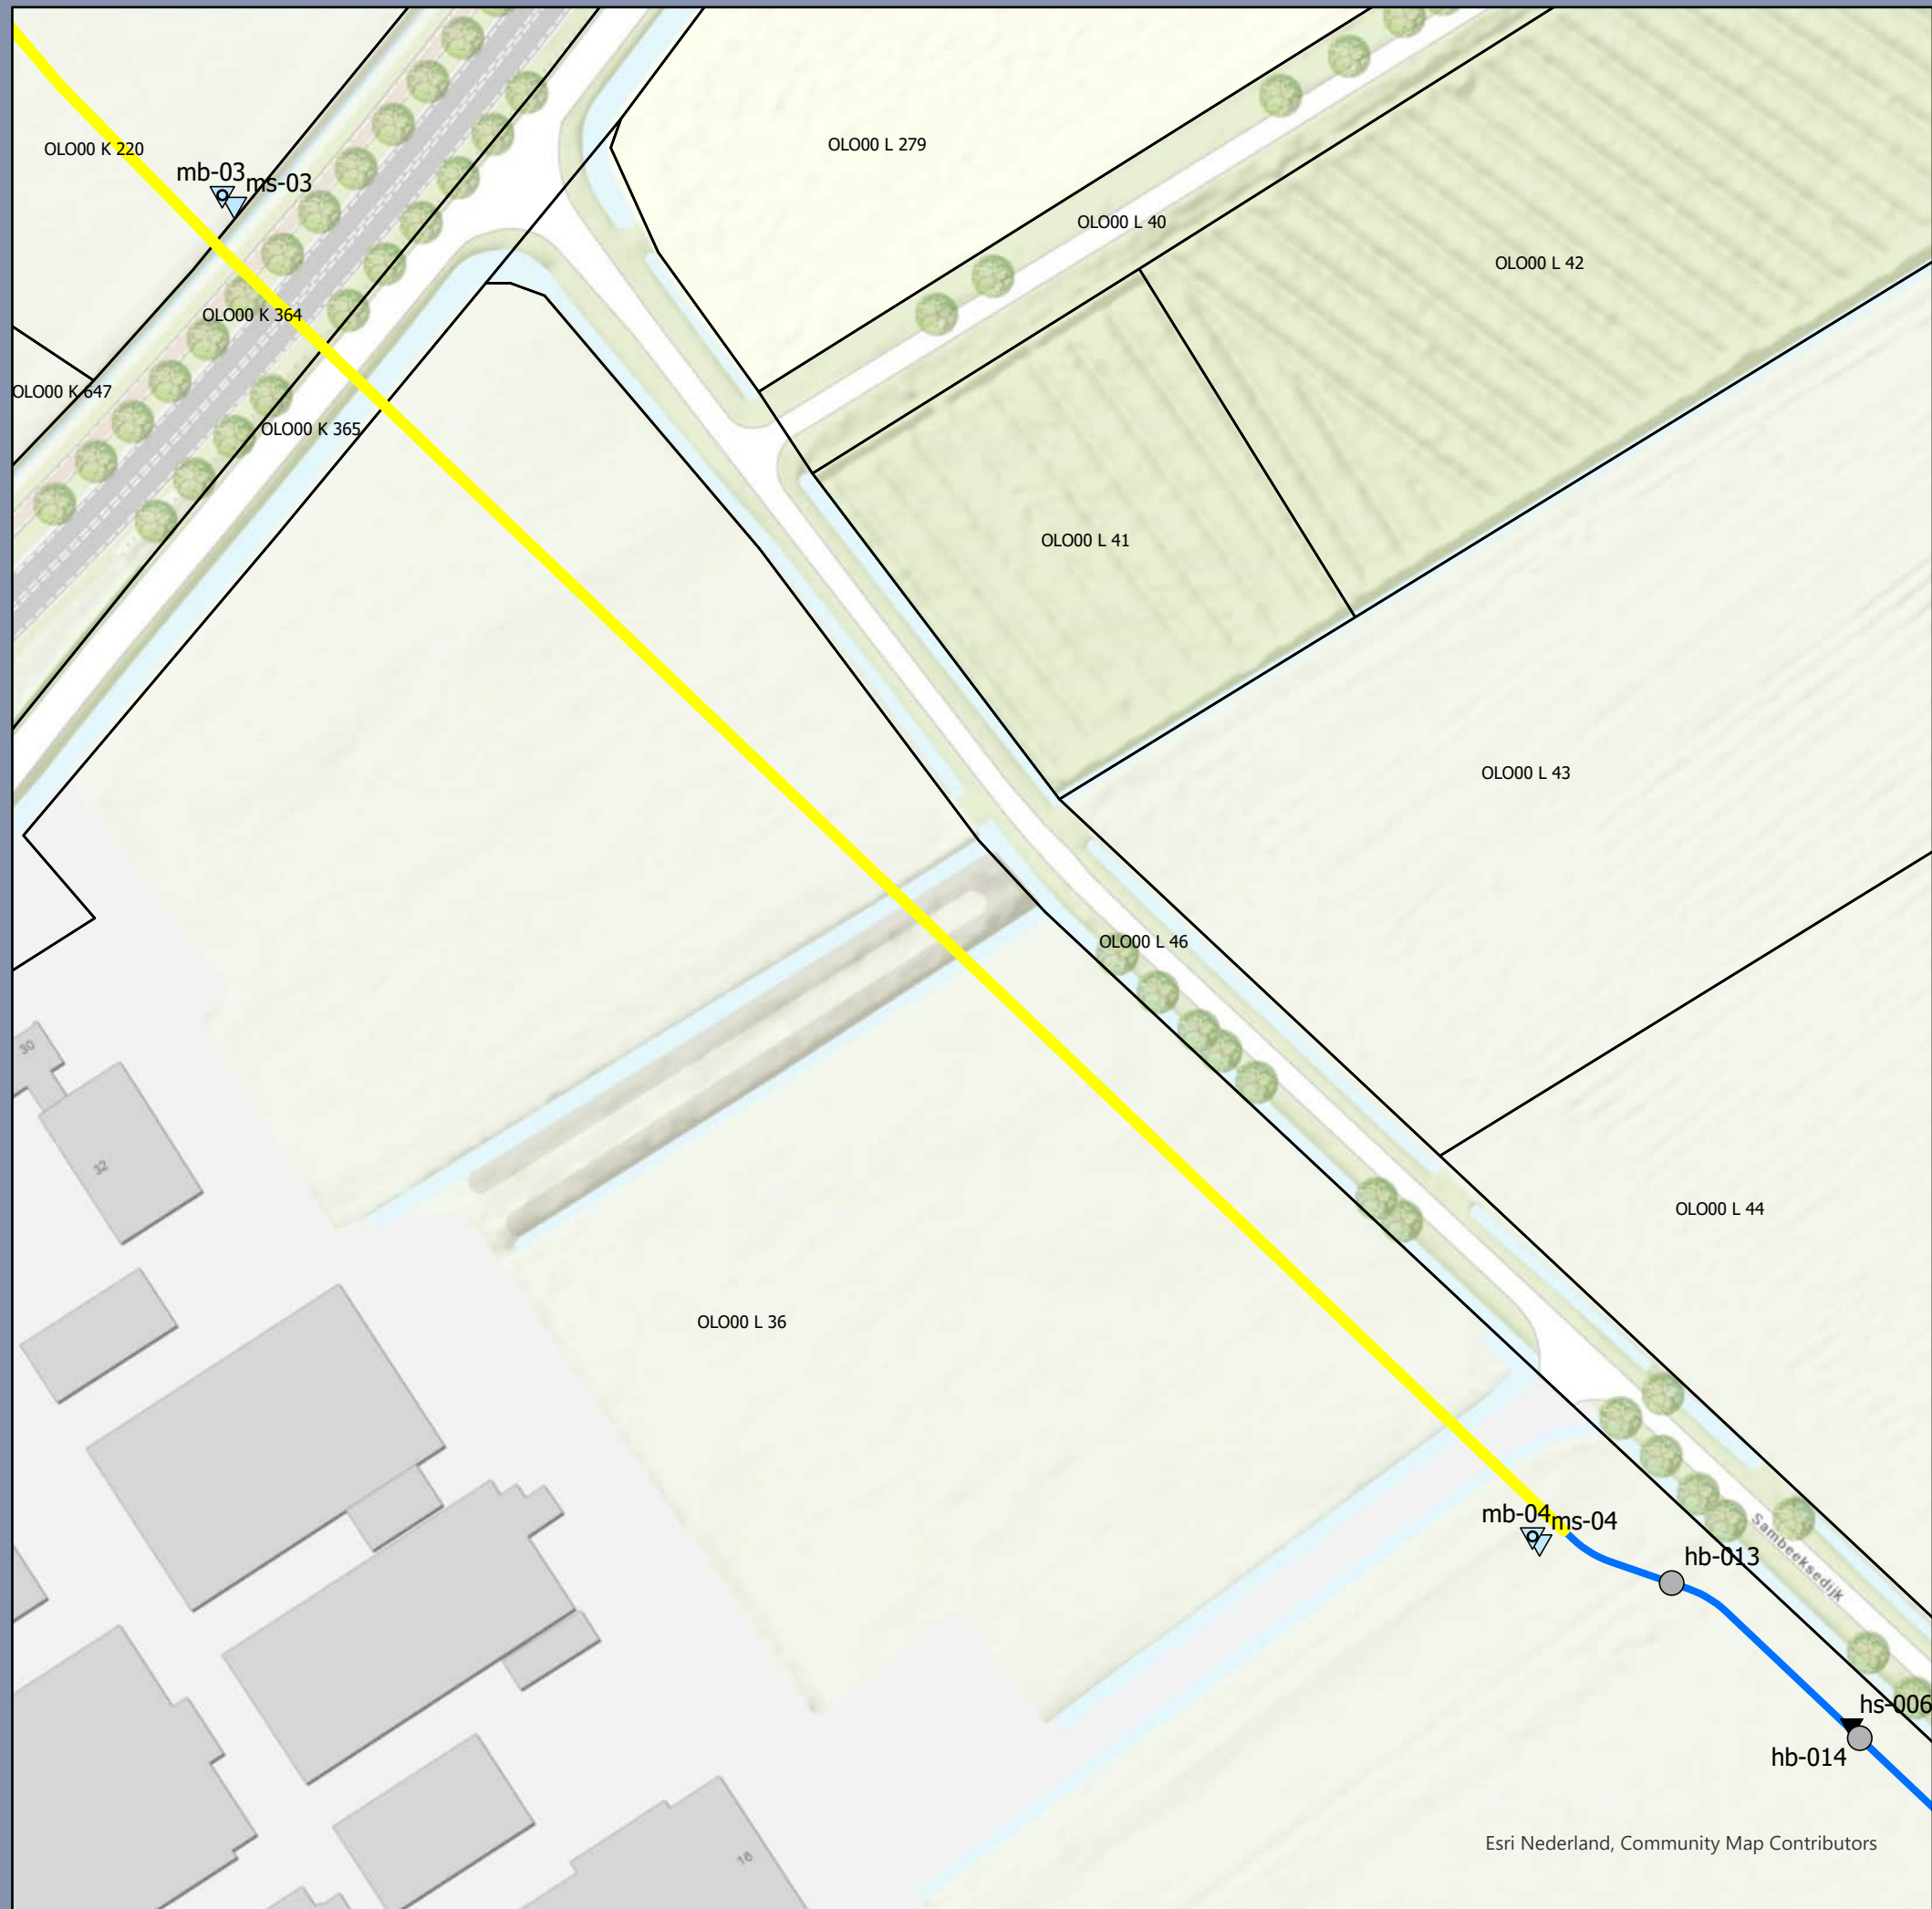 OLO00 K 220
mb-03
ms-03
OLO00 L 279
OLO00 L 40
OLO00 L 42
OLO00 K 364
OLO00 K 647
OLO00 K 365
OLO00 L 41
OLO00 L 43
OLO00 L 46
30
32
OLO00 L 44
OLO00 L 36
mb-04
ms-04
hb-013
Sambeeksedijk
hs-006
hb-014
18
Esri Nederland, Community Map Contributors